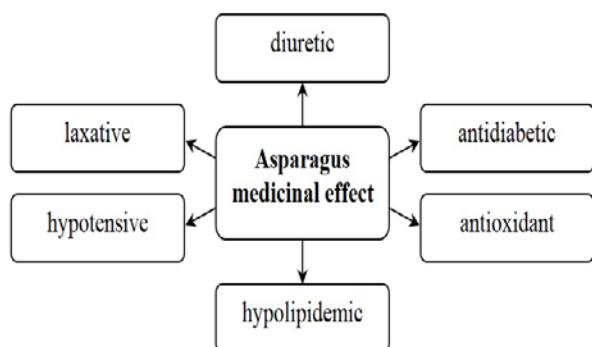 diuretic
laxative
antidiabetic
Asparagus
medicinal effect
hypotensive
antioxidant
hypolipidemic